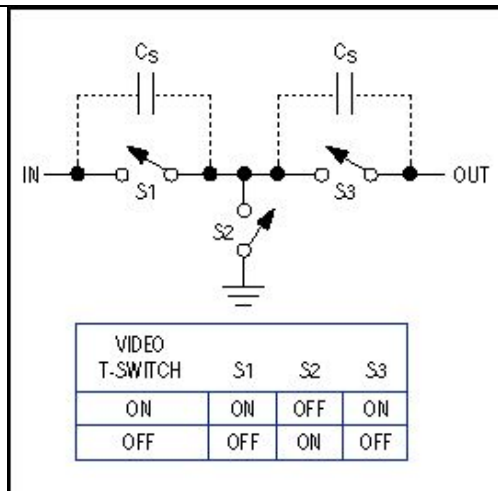 CS CS
IN S1 S3 OUT
S2
VIDEO
T-SWITCH S1 S2 S3
ON ON OFF ON
OFF OFF ON OFF